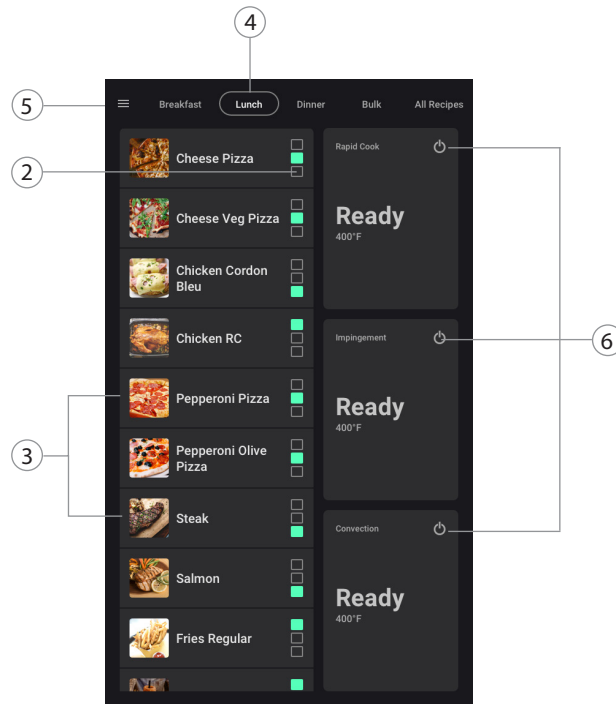 4
5
Breakfast Lunch Dinner Bulk All Recipes
2
Cheese Pizza
Cheese Veg Pizza
Chicken Cordon
Bleu
Chicken RC
3
Pepperoni Pizza
Pepperoni Olive
Pizza
Steak
Salmon
Fries Regular
Rapid Cook
Ready
400°F
Impingement
Ready
400°F
Convection
Ready
400°F
6